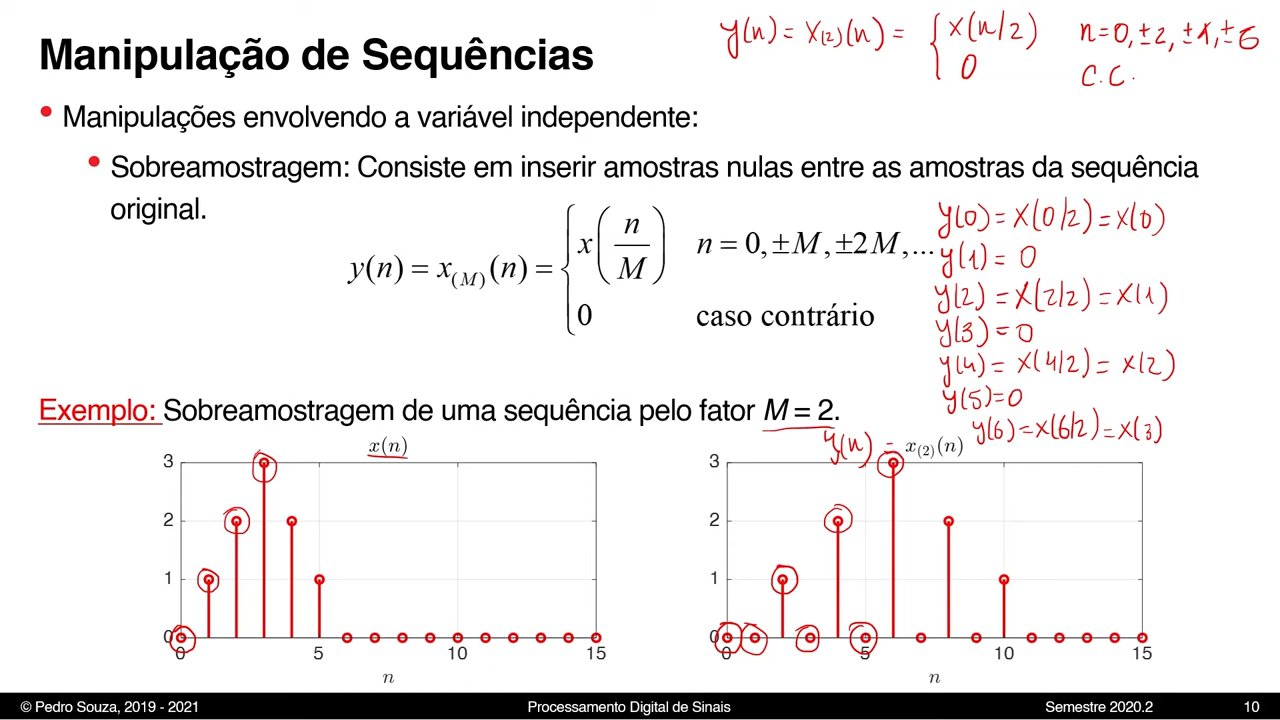 Manipulação de Sequências
y(n) = x(2)(n) = { x(n/2) n=0, ±2, ±4, ±6
0 c.c.
• Manipulações envolvendo a variável independente:
• Sobreamostragem: Consiste em inserir amostras nulas entre as amostras da sequência
original.
y(n) = x(M)(n) = { x(n/M) n = 0, ±M, ±2M,...
0 caso contrário
y(0) = x(0/2) = x(0)
y(1) = 0
y(2) = x(2/2) = x(1)
y(3) = 0
y(4) = x(4/2) = x(2)
y(5) = 0
y(6) = x(6/2) = x(3)
Exemplo: Sobreamostragem de uma sequência pelo fator M = 2.
x(n)
3
2
1
0
0 5 10 15
n
y(n) = x(2)(n)
3
2
1
0
0 5 10 15
n
© Pedro Souza, 2019 - 2021 Processamento Digital de Sinais Semestre 2020.2 10